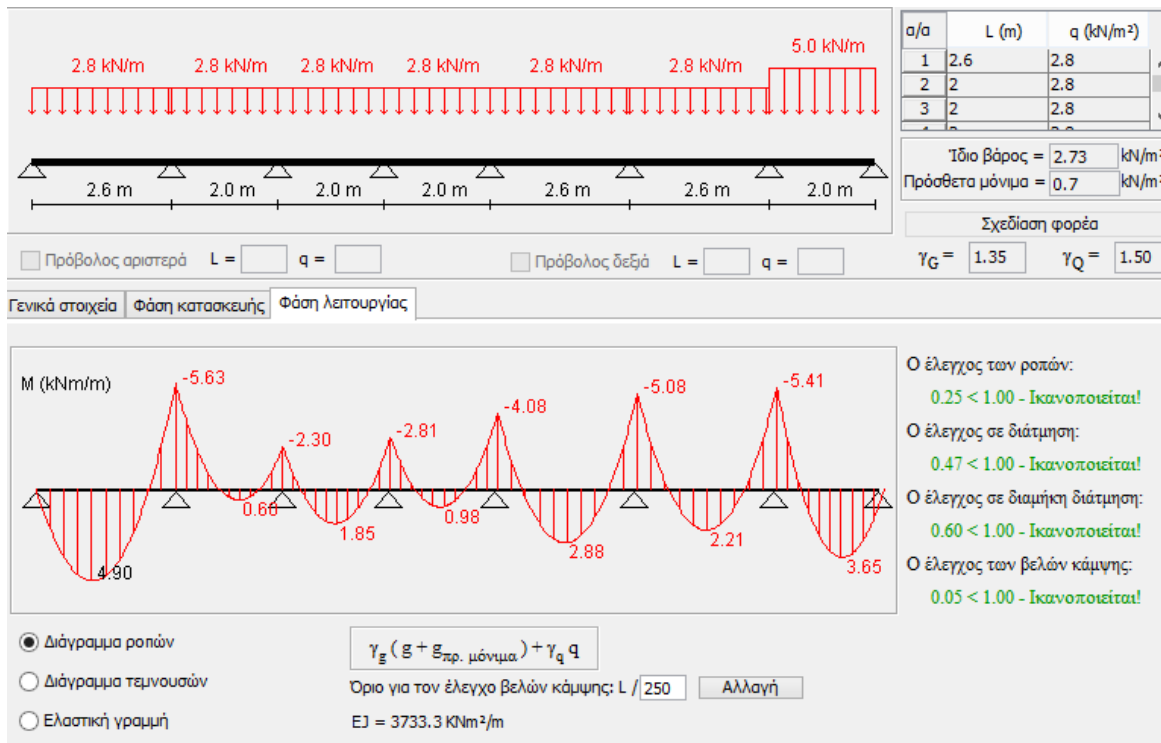 2.8 kN/m 2.8 kN/m 2.8 kN/m 2.8 kN/m 2.8 kN/m 2.8 kN/m 5.0 kN/m
2.6 m 2.0 m 2.0 m 2.0 m 2.6 m 2.6 m 2.0 m
α/α L (m) q (kN/m²)
1 2.6 2.8
2 2 2.8
3 2 2.8
Ίδιο βάρος = 2.73 kN/m²
Πρόσθετα μόνιμα = 0.7 kN/m²
Σχεδίαση φορέα
γG = 1.35 γQ = 1.50
Πρόβολος αριστερά L = q = Πρόβολος δεξιά L = q =
Γενικά στοιχεία Φάση κατασκευής Φάση λειτουργίας
M (kNm/m)
-5.63 -2.30 -2.81 -4.08 -5.08 -5.41
4.90 0.60 1.85 0.98 2.88 2.21 3.65
Ο έλεγχος των ροπών:
0.25 < 1.00 - Ικανοποιείται!
Ο έλεγχος σε διάτμηση:
0.47 < 1.00 - Ικανοποιείται!
Ο έλεγχος σε διαμήκη διάτμηση:
0.60 < 1.00 - Ικανοποιείται!
Ο έλεγχος των βελών κάμψης:
0.05 < 1.00 - Ικανοποιείται!
Διάγραμμα ροπών
Διάγραμμα τεμνουσών
Ελαστική γραμμή
γg (g + gπρ. μόνιμα) + γq q
Όριο για τον έλεγχο βελών κάμψης: L / 250 Αλλαγή
EJ = 3733.3 KNm²/m